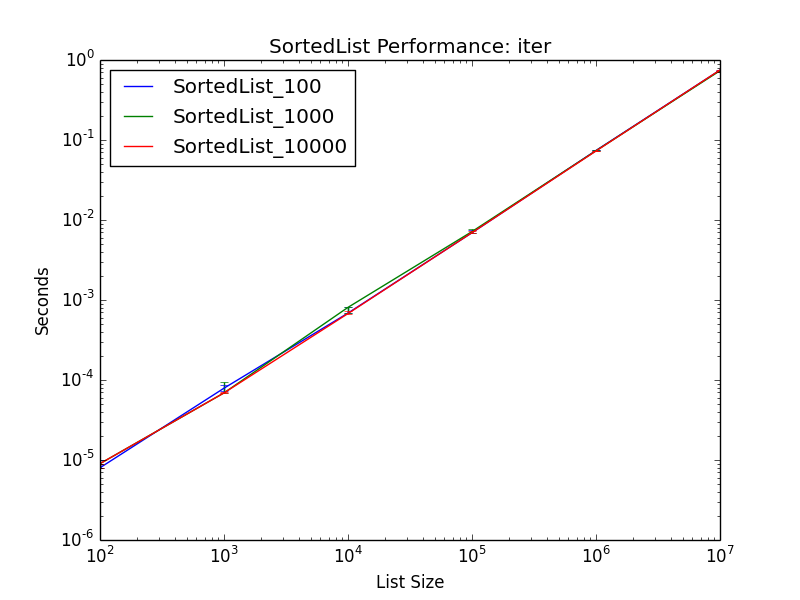 SortedList Performance: iter
10^0
SortedList_100
SortedList_1000
SortedList_10000
10^-1
10^-2
10^-3
10^-4
10^-5
10^-6
Seconds
10^2 10^3 10^4 10^5 10^6 10^7
List Size